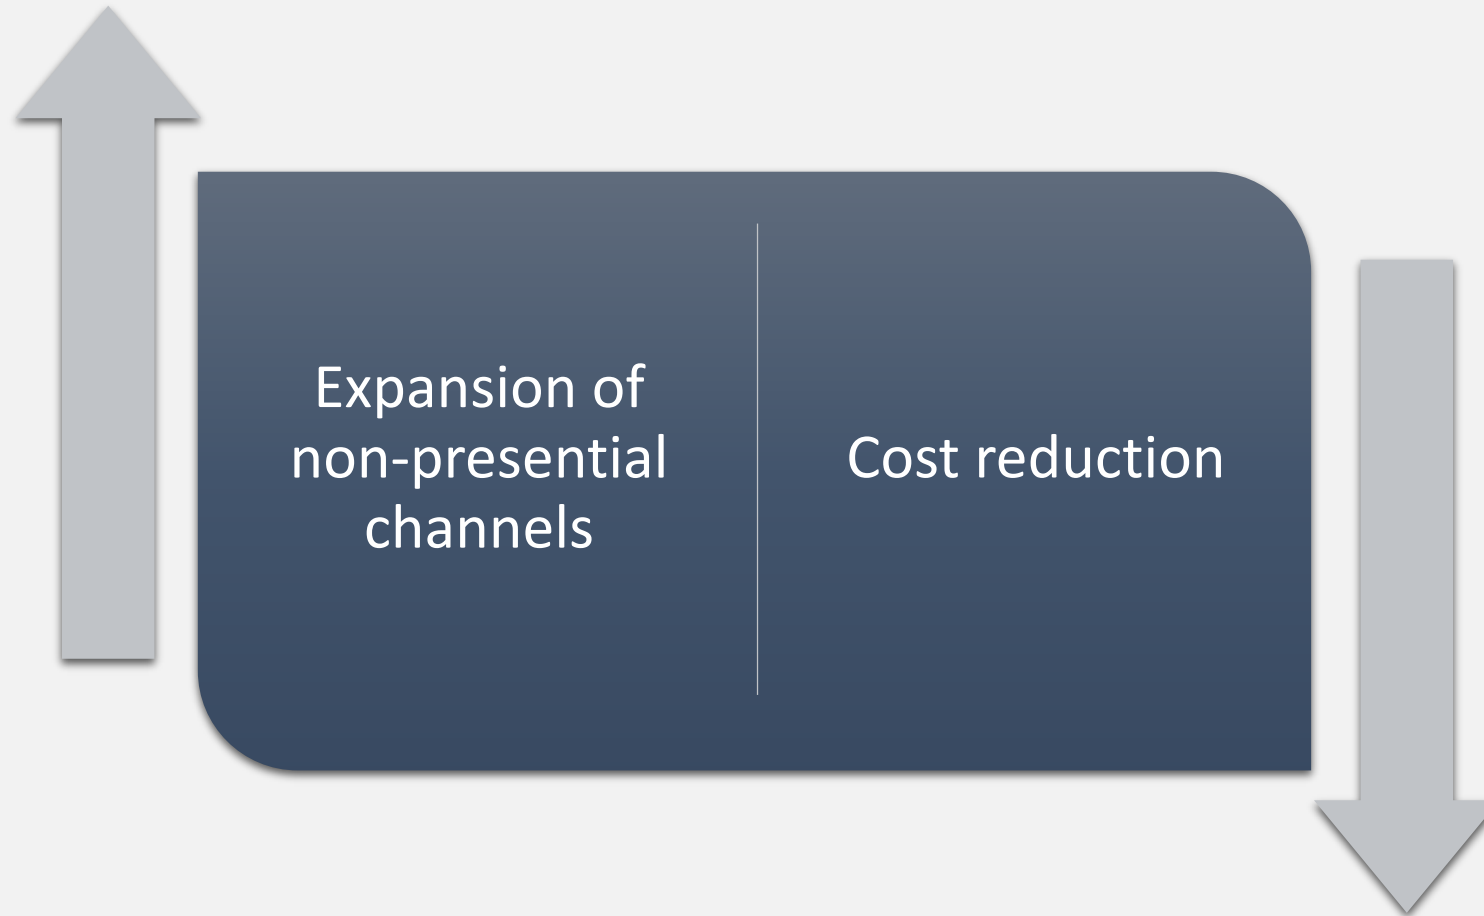 Expansion of
non-presential
channels
Cost reduction